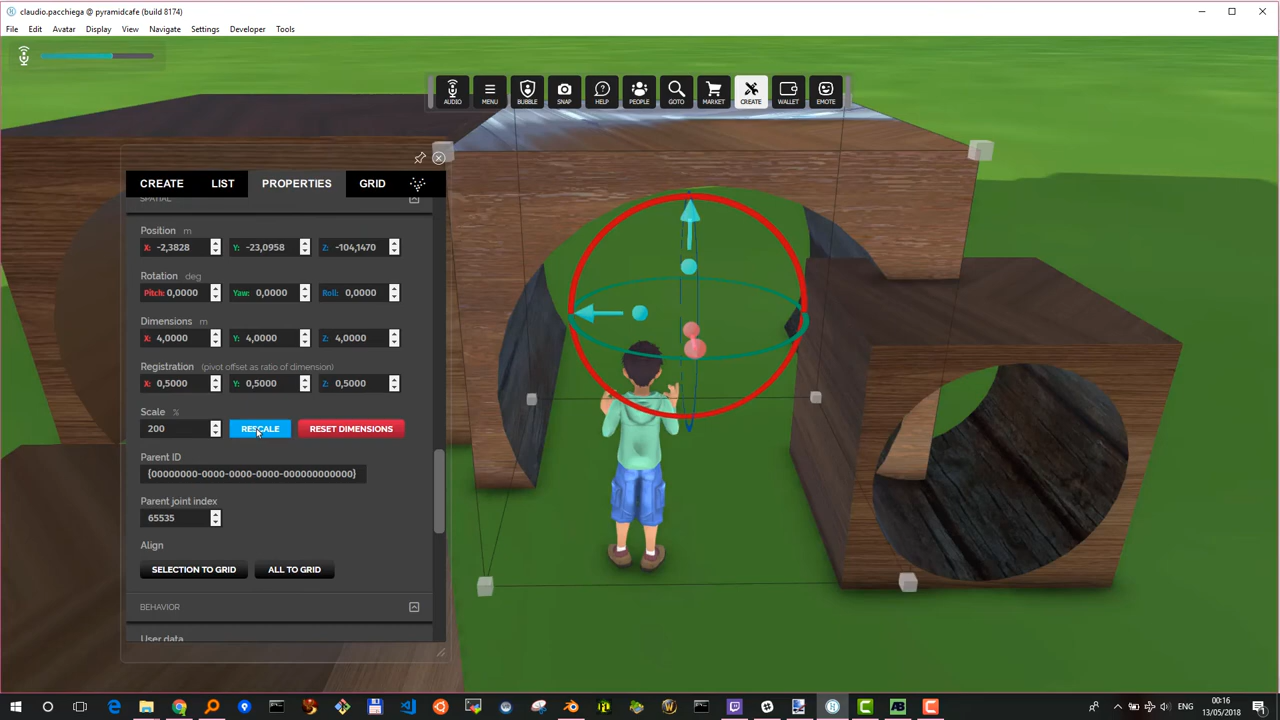 claudio.pacchiega @ pyramidcafe (build 8174)
File Edit Avatar Display View Navigate Settings Developer Tools
AUDIO MENU BUBBLE SNAP HELP PEOPLE GOTO MARKET CREATE WALLET EMOTE
CREATE LIST PROPERTIES GRID
SPATIAL
Position m
X: -2,3828 Y: -23,0958 Z: -104,1470
Rotation deg
Pitch: 0,0000 Yaw: 0,0000 Roll: 0,0000
Dimensions m
X: 4,0000 Y: 4,0000 Z: 4,0000
Registration (pivot offset as ratio of dimension)
X: 0,5000 Y: 0,5000 Z: 0,5000
Scale %
200 RESCALE RESET DIMENSIONS
Parent ID
{00000000-0000-0000-0000-000000000000}
Parent joint index
65535
Align
SELECTION TO GRID ALL TO GRID
BEHAVIOR
User data
ENG
00:16
13/05/2018